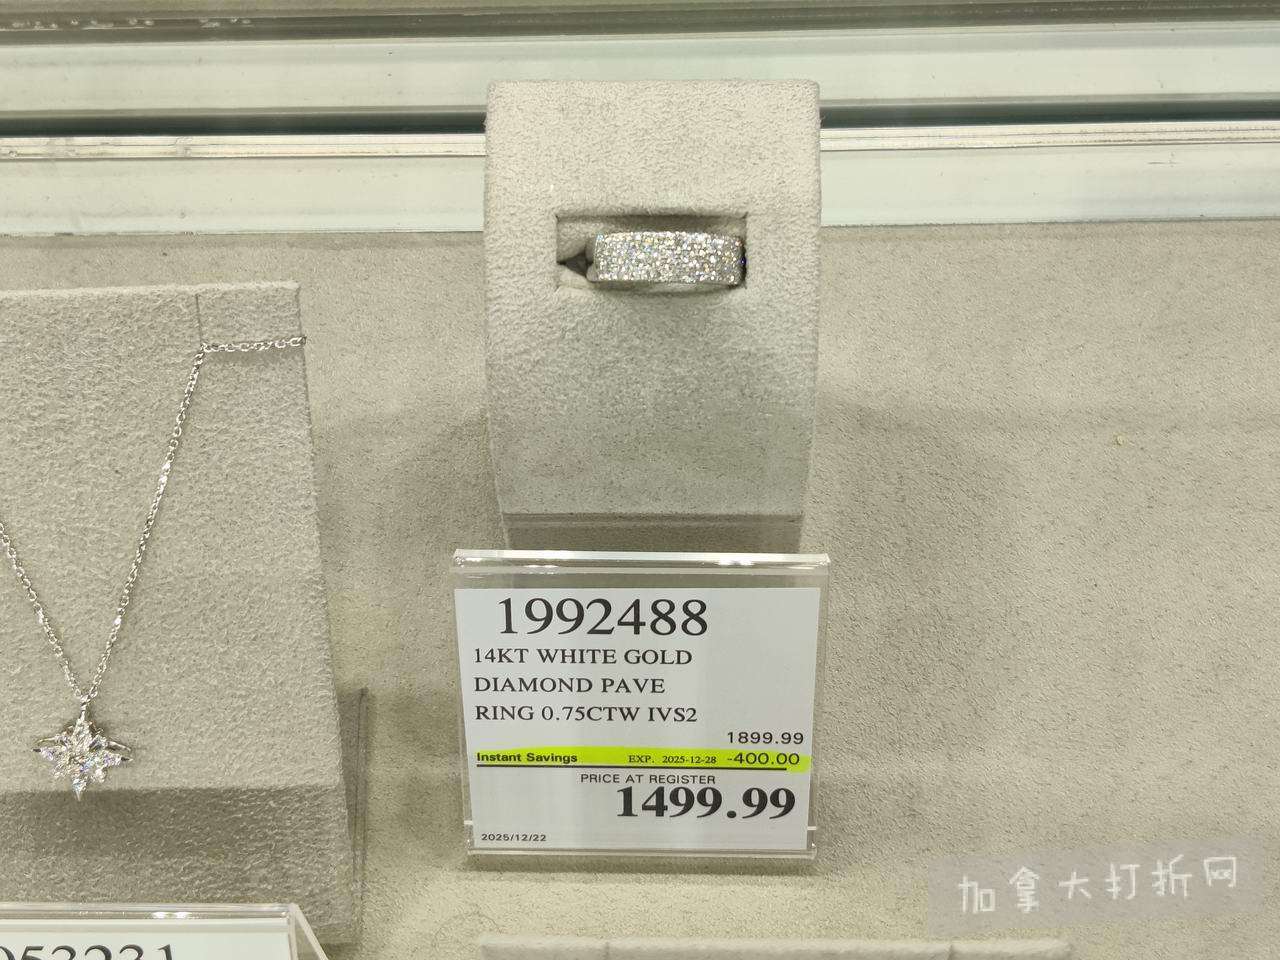 1992488
14KT WHITE GOLD
DIAMOND PAVE
RING 0.75CTW IVS2
1899.99
Instant Savings EXP. 2025-12-28 -400.00
PRICE AT REGISTER
1499.99
2025/12/22
加拿大打折网